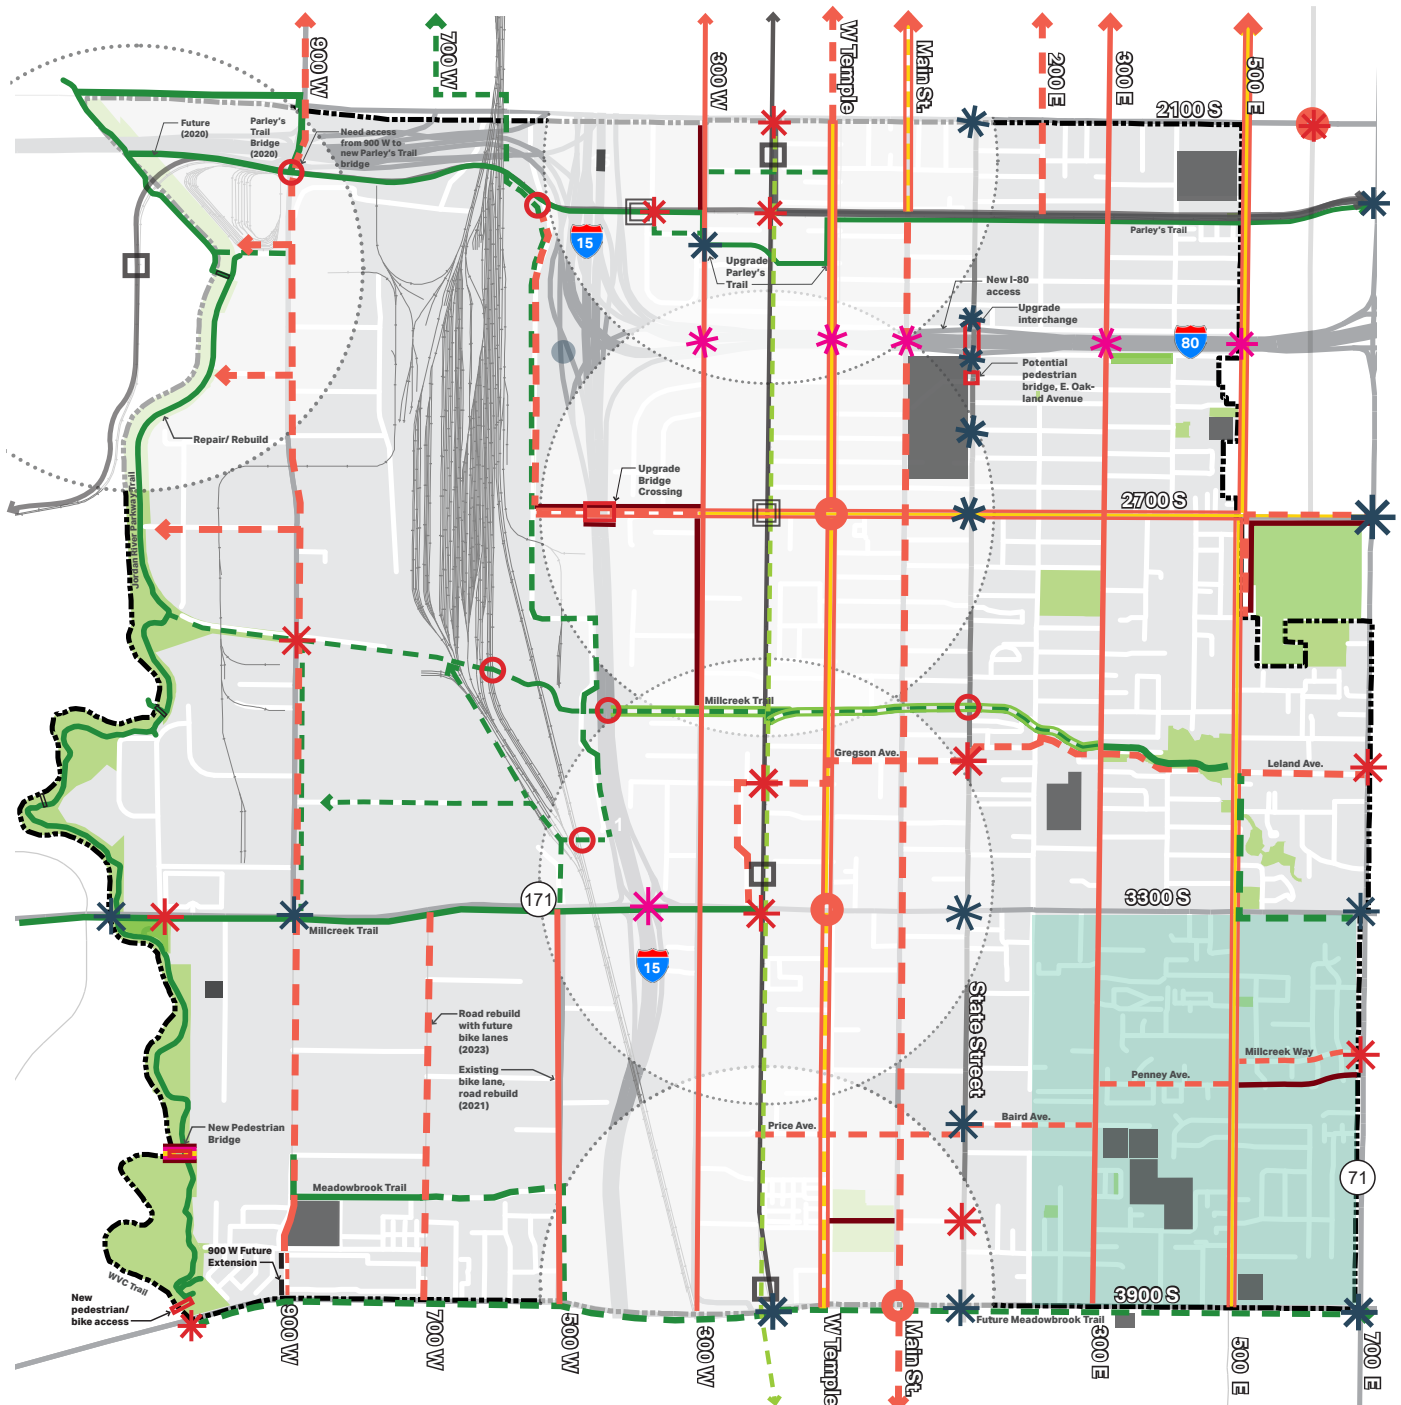 900 W
700 W
300 W
W Temple
Main St.
200 E
300 E
500 E
2100 S
Future
(2020)
Parley's
Trail
Bridge
(2020)
Need access
from 900 W to
new Parley's Trail
bridge
15
Parley's Trail
Upgrade
Parley's
Trail
New I-80
access
Upgrade
interchange
80
Potential
pedestrian
bridge, E. Oak-
land Avenue
Repair/ Rebuild
Jordan River Parkway Trail
Upgrade
Bridge
Crossing
2700 S
Millcreek Trail
Gregson Ave.
Leland Ave.
1
171
3300 S
Millcreek Trail
15
State Street
Road rebuild
with future
bike lanes
(2023)
Existing
bike lane,
road rebuild
(2021)
Millcreek Way
Penney Ave.
Baird Ave.
Price Ave.
New Pedestrian
Bridge
71
Meadowbrook Trail
900 W Future
Extension
WVC Trail
New
pedestrian/
bike access
3900 S
Future Meadowbrook Trail
900 W
700 W
500 W
300 W
W Temple
Main St.
300 E
500 E
700 E